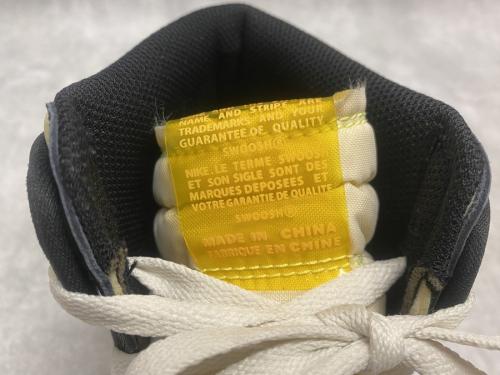 NAME AND STRIPE ARE
TRADEMARKS AND YOUR
GUARANTEE OF QUALITY
SWOOSH®
NIKE, LE TERME SWOOSH
ET SON SIGLE SONT DES
MARQUES DEPOSEES ET
VOTRE GARANTIE DE QUALITE
SWOOSH®
MADE IN CHINA
FABRIQUE EN CHINE